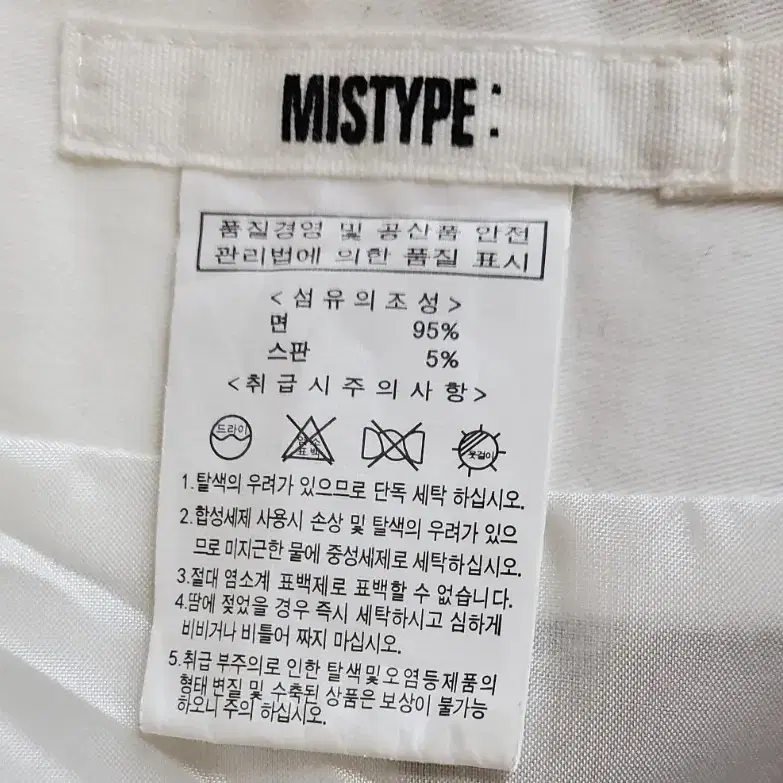 MISTYPE:
품질경영 및 공산품 안전
관리법에 의한 품질 표시
<섬유의조성>
면 95%
스판 5%
<취급시주의사항>
드라이 염소 표백 옷걸이
1.탈색의 우려가 있으므로 단독 세탁 하십시오.
2.합성세제 사용시 손상 및 탈색의 우려가 있으
므로 미지근한 물에 중성세제로 세탁하십시오.
3.절대 염소계 표백제로 표백할 수 없습니다.
4.땀에 젖었을 경우 즉시 세탁하시고 심하게
비비거나 비틀어 짜지 마십시오.
5.취급 부주의로 인한 탈색및오염등제품의
형태 변질 및 수축된 상품은 보상이 불가능
하오니 주의 하십시오.